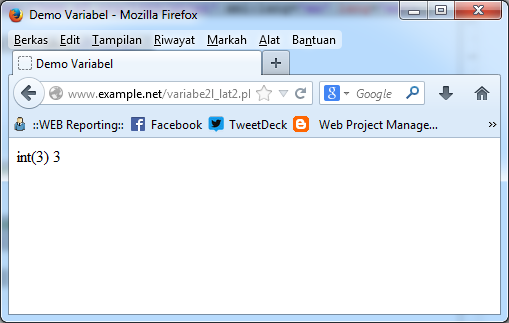 Demo Variabel - Mozilla Firefox
Berkas Edit Tampilan Riwayat Markah Alat Bantuan
Demo Variabel
www.example.net/variabe2l_lat2.pl
Google
::WEB Reporting:: Facebook TweetDeck Web Project Manage... »
int(3) 3